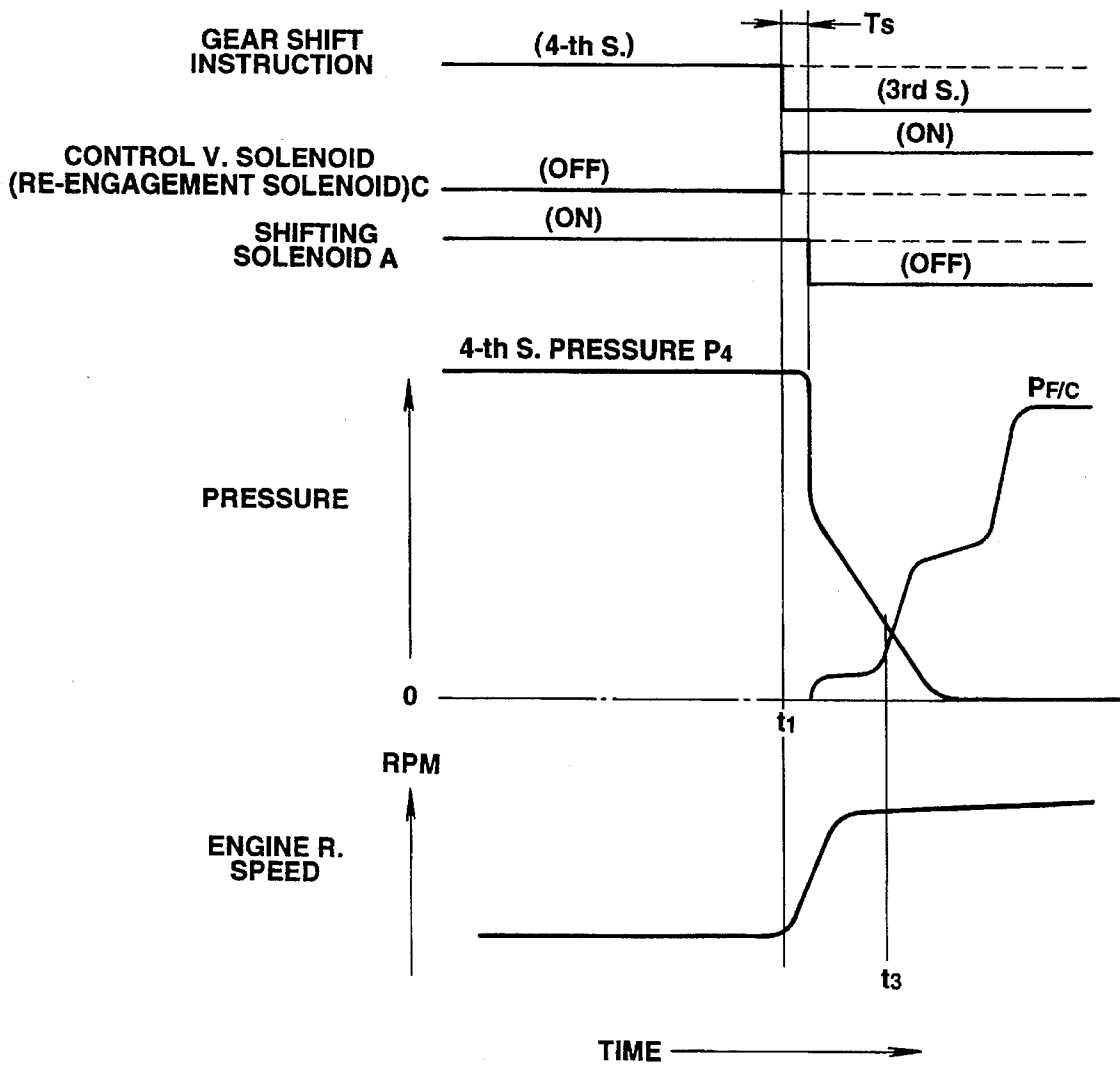 Ts
GEAR SHIFT
INSTRUCTION
(4-th S.)
(3rd S.)
CONTROL V. SOLENOID
(RE-ENGAGEMENT SOLENOID)C
(OFF)
(ON)
SHIFTING
SOLENOID A
(ON)
(OFF)
4-th S. PRESSURE P4
PF/C
PRESSURE
0
t1
RPM
ENGINE R.
SPEED
t3
TIME